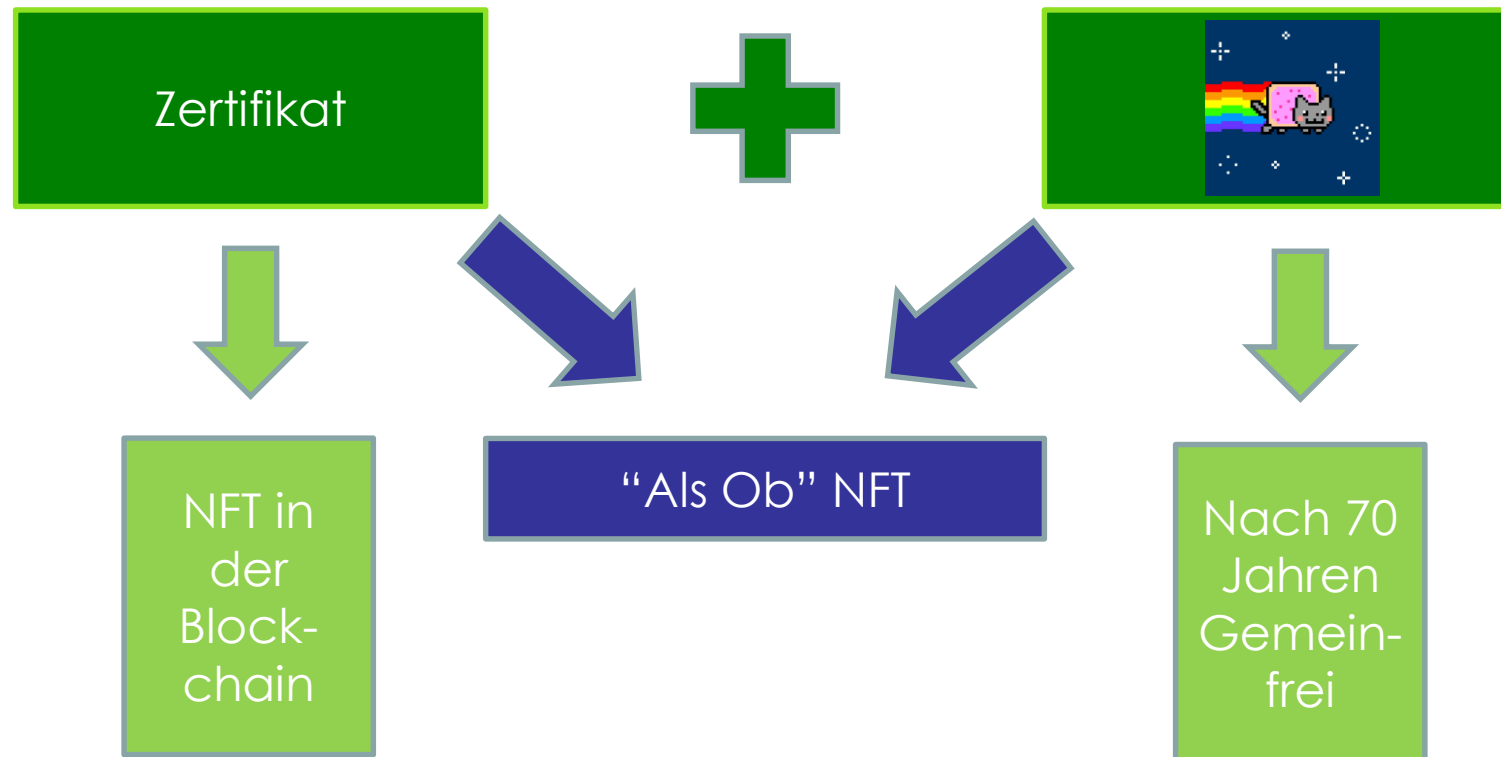 Zertifikat
“Als Ob” NFT
NFT in
der
Block-
chain
Nach 70
Jahren
Gemein-
frei